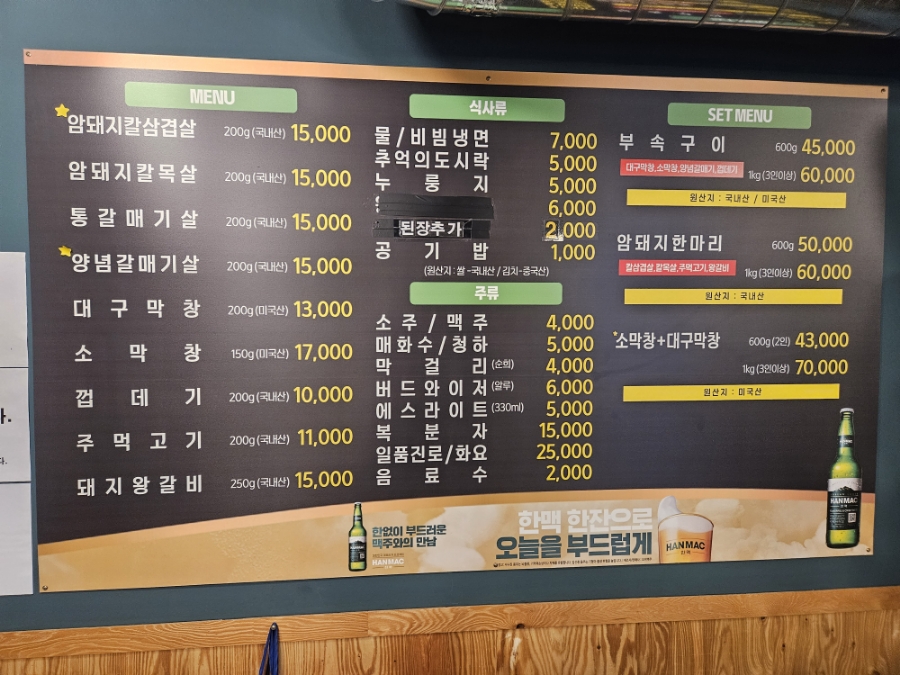 MENU
암돼지칼삼겹살 200g(국내산) 15,000
암돼지칼목살 200g(국내산) 15,000
통갈매기살 200g(국내산) 15,000
양념갈매기살 200g(국내산) 15,000
대구막창 200g(미국산) 13,000
소막창 150g(미국산) 17,000
껍데기 200g(국내산) 10,000
주먹고기 200g(국내산) 11,000
돼지왕갈비 250g(국내산) 15,000
식사류
물/비빔냉면 7,000
추억의도시락 5,000
누룽지 5,000
6,000
된장추가 2,000
공기밥 1,000
(원산지 : 쌀-국내산 / 김치-중국산)
주류
소주/맥주 4,000
매화수/청하 5,000
막걸리(순희) 4,000
버드와이저(알루) 6,000
에스라이트(330ml) 5,000
복분자 15,000
일품진로/화요 25,000
음료수 2,000
SET MENU
부속구이 600g 45,000
대구막창,소막창,양념갈매기,껍데기 1kg(3인이상) 60,000
원산지 : 국내산 / 미국산
암돼지한마리 600g 50,000
칼삼겹살,칼목살,주먹고기,왕갈비 1kg(3인이상) 60,000
원산지 : 국내산
소막창+대구막창 600g(2인) 43,000
1kg(3인이상) 70,000
원산지 : 미국산
한없이 부드러운
맥주와의 만남
HANMAC
한맥 한잔으로
오늘을 부드럽게
HANMAC
한맥
HANMAC